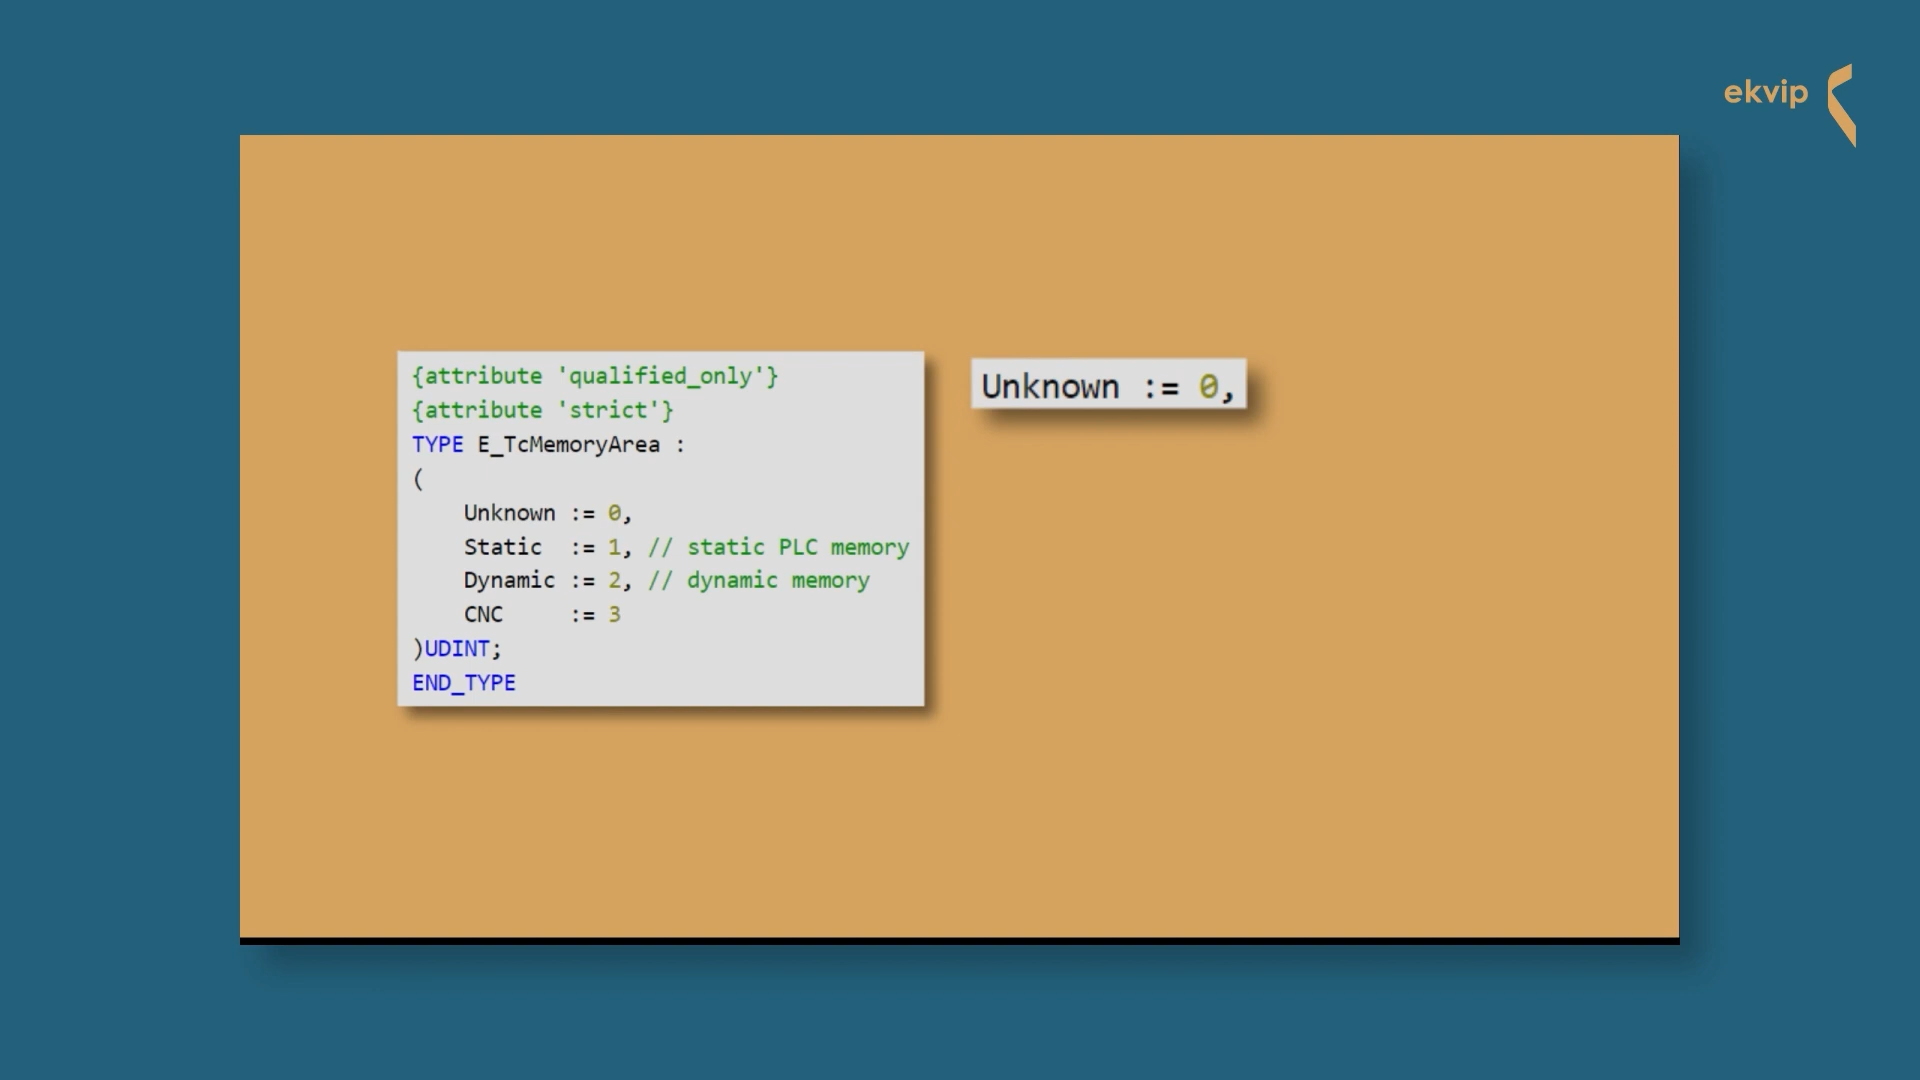 ekvip
{attribute 'qualified_only'}
{attribute 'strict'}
TYPE E_TcMemoryArea :
(
    Unknown := 0,
    Static  := 1, // static PLC memory
    Dynamic := 2, // dynamic memory
    CNC     := 3
)UDINT;
END_TYPE
Unknown := 0,